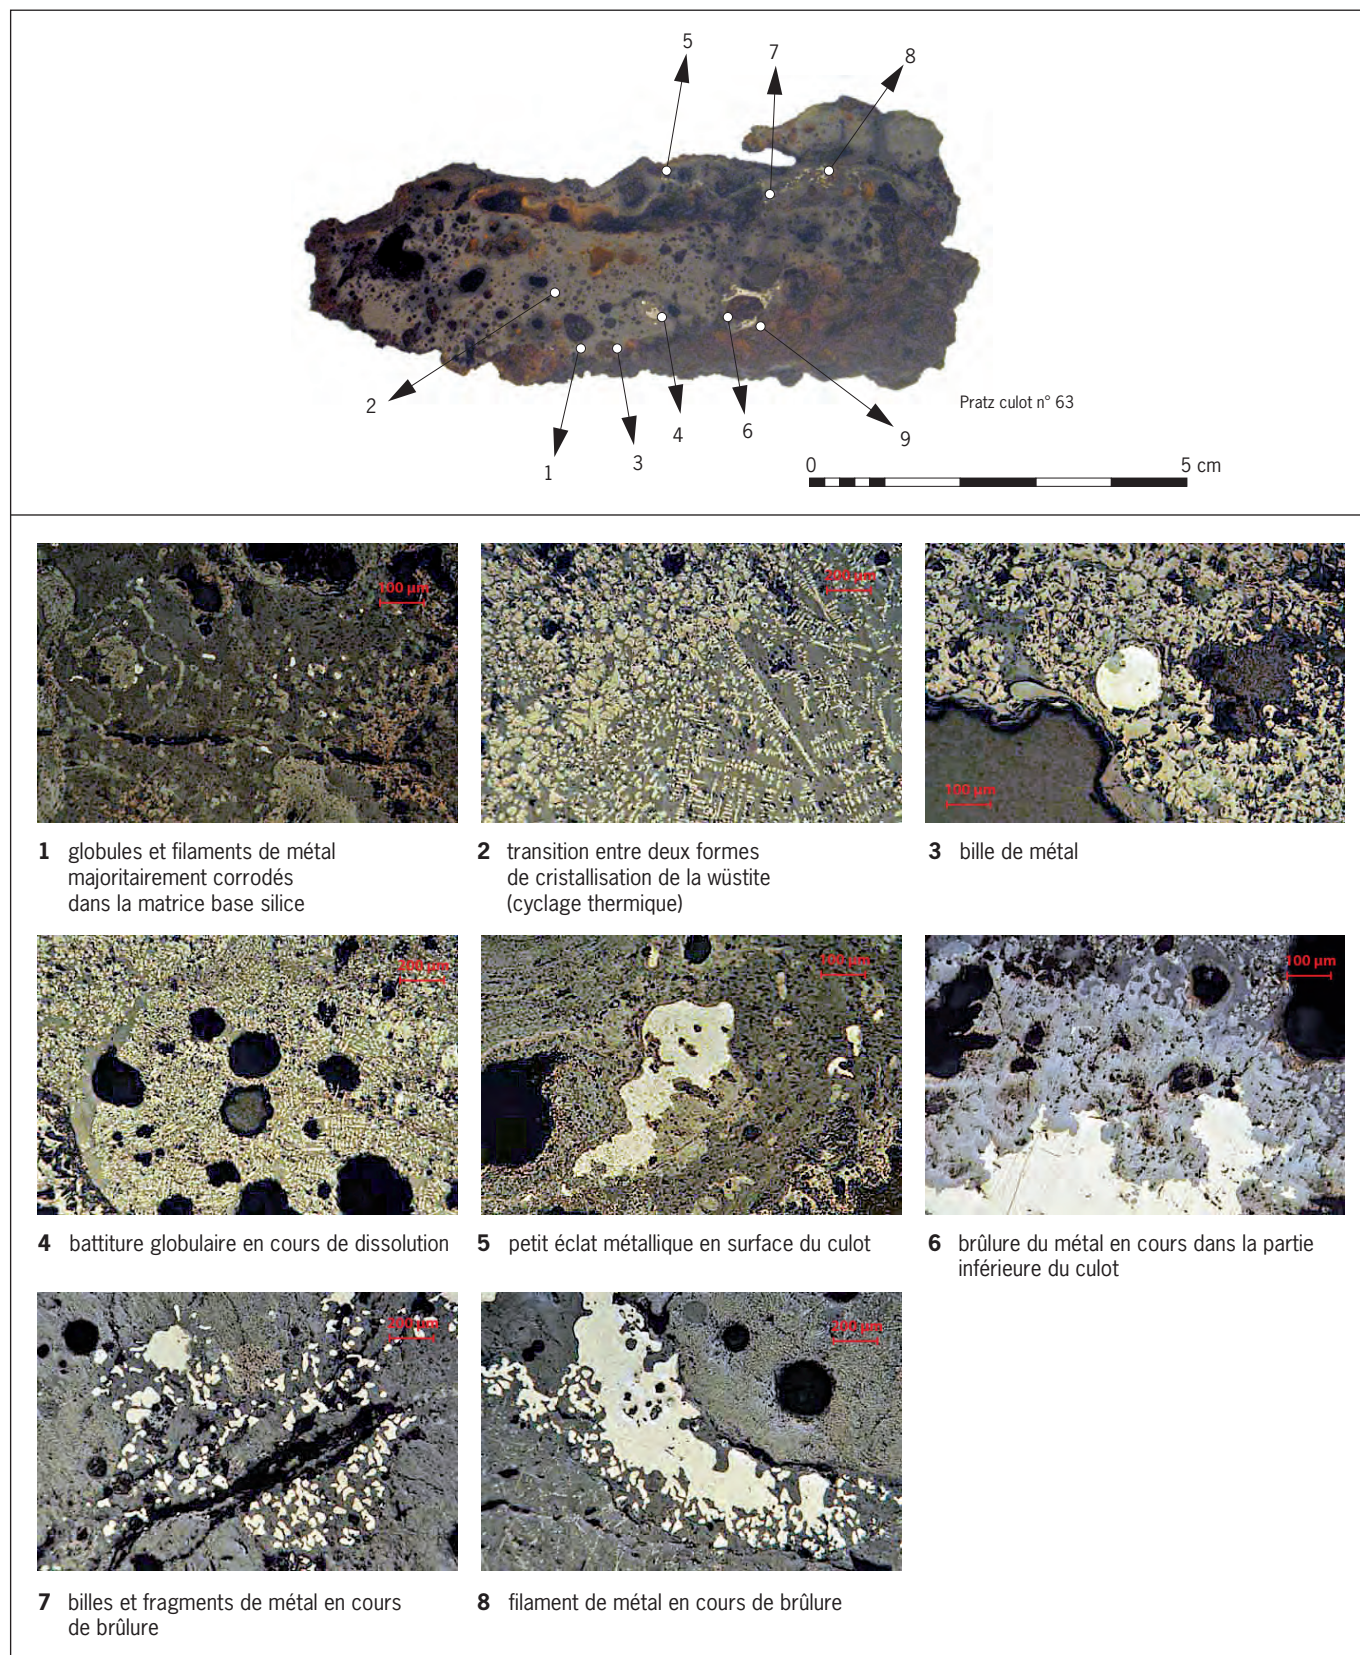 5
7
8
2
1
3
4
6
9
Pratz culot n° 63
0 5 cm
100 µm
200 µm
100 µm
1 globules et filaments de métal
majoritairement corrodés
dans la matrice base silice
2 transition entre deux formes
de cristallisation de la wüstite
(cyclage thermique)
3 bille de métal
200 µm
100 µm
100 µm
4 battiture globulaire en cours de dissolution
5 petit éclat métallique en surface du culot
6 brûlure du métal en cours dans la partie
inférieure du culot
200 µm
200 µm
7 billes et fragments de métal en cours
de brûlure
8 filament de métal en cours de brûlure